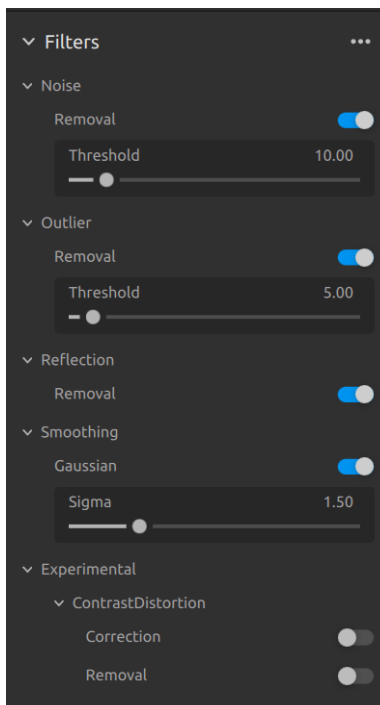 Filters
Noise
Removal
Threshold 10.00
Outlier
Removal
Threshold 5.00
Reflection
Removal
Smoothing
Gaussian
Sigma 1.50
Experimental
ContrastDistortion
Correction
Removal